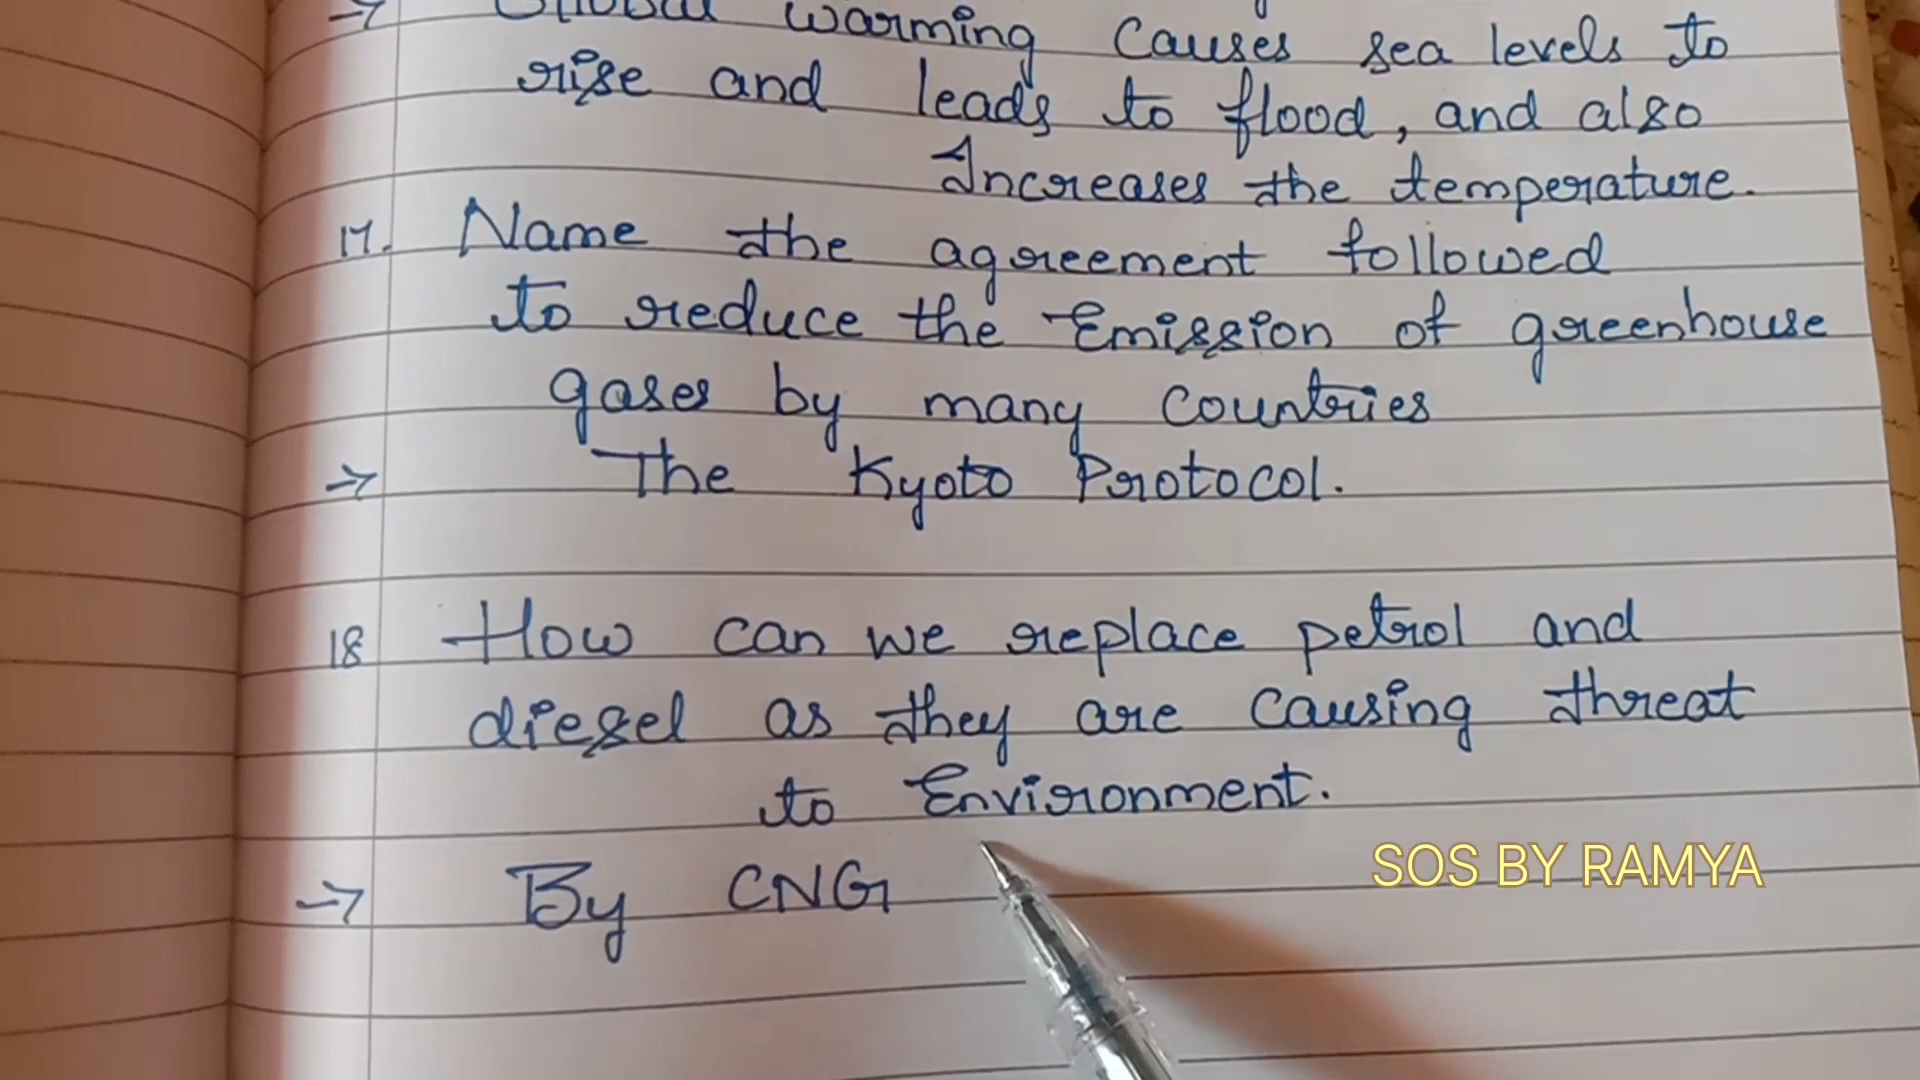 → Global warming causes sea levels to
rise and leads to flood, and also
Increases the temperature.
17. Name the agreement followed
to reduce the Emission of greenhouse
gases by many countries
→ The Kyoto Protocol.
18 How can we replace petrol and
diesel as they are causing threat
to Environment.
→ By CNG
SOS BY RAMYA